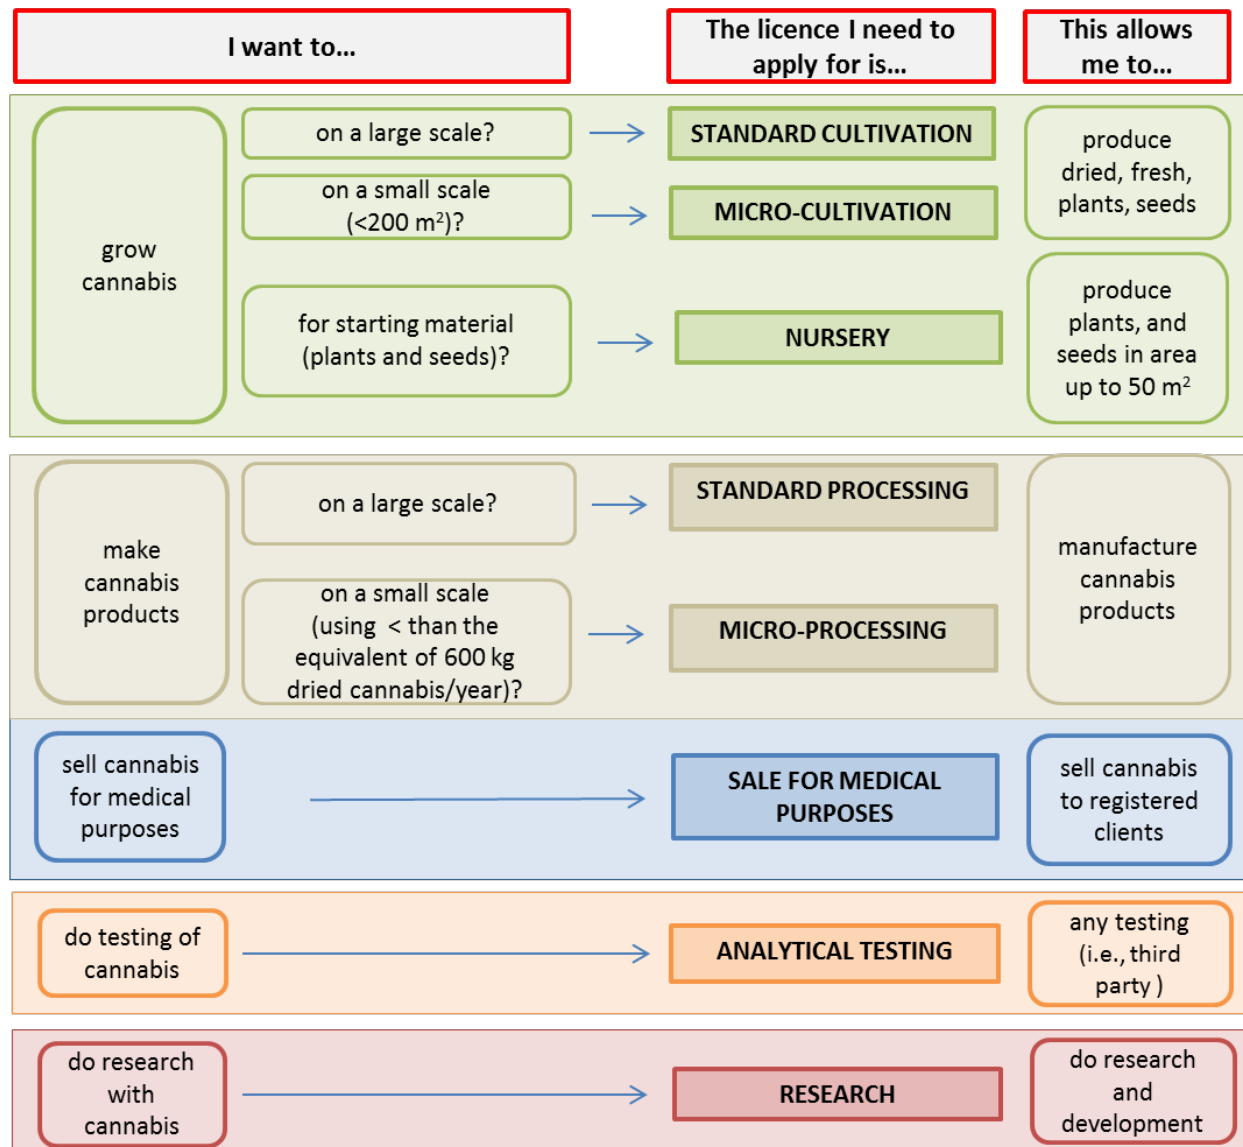 I want to...
The licence I need to
apply for is...
This allows
me to...
grow
cannabis
on a large scale?
STANDARD CULTIVATION
on a small scale
(<200 m²)?
MICRO-CULTIVATION
produce
dried, fresh,
plants, seeds
for starting material
(plants and seeds)?
NURSERY
produce
plants, and
seeds in area
up to 50 m²
make
cannabis
products
on a large scale?
STANDARD PROCESSING
on a small scale
(using < than the
equivalent of 600 kg
dried cannabis/year)?
MICRO-PROCESSING
manufacture
cannabis
products
sell cannabis
for medical
purposes
SALE FOR MEDICAL
PURPOSES
sell cannabis
to registered
clients
do testing of
cannabis
ANALYTICAL TESTING
any testing
(i.e., third
party )
do research
with
cannabis
RESEARCH
do research
and
development